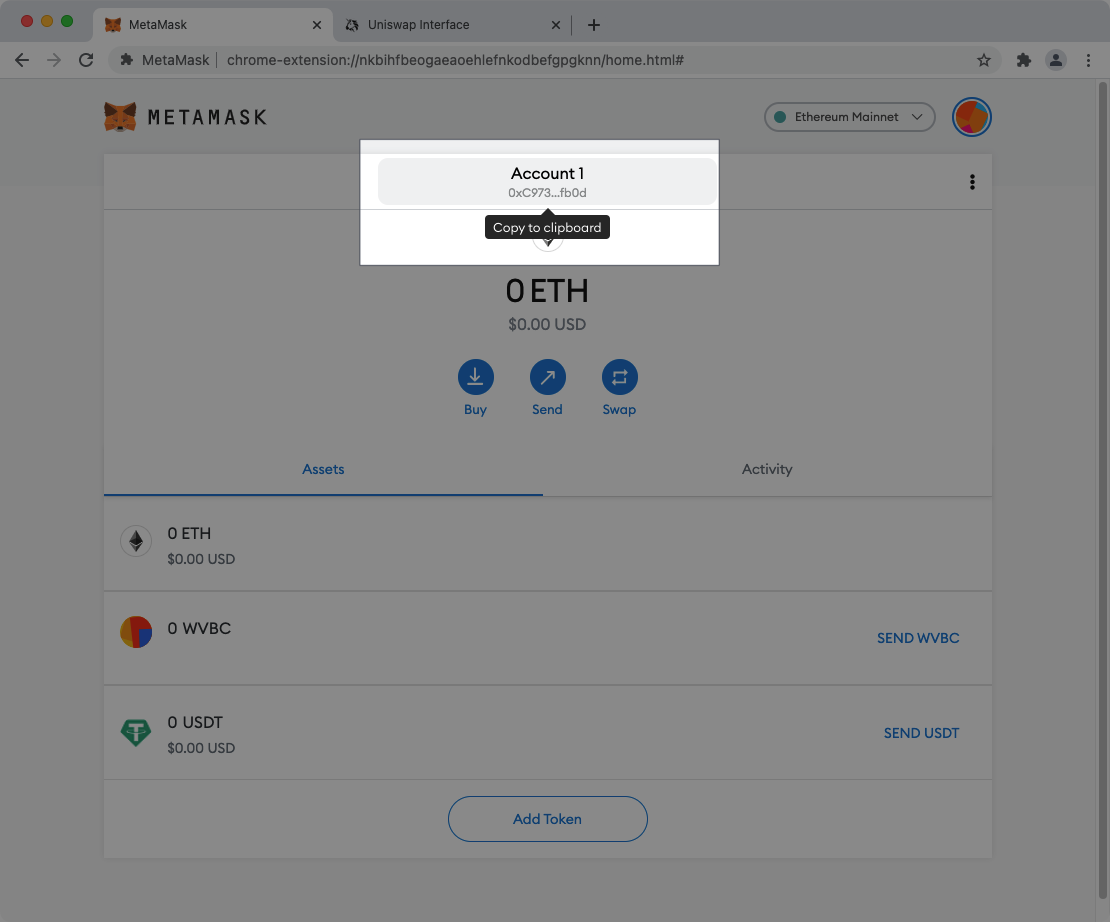 MetaMask
Uniswap Interface
MetaMask
chrome-extension://nkbihfbeogaeaoehlefnkodbefgpgknn/home.html#
METAMASK
Ethereum Mainnet
Account 1
0xC973...fb0d
Copy to clipboard
0 ETH
$0.00 USD
Buy
Send
Swap
Assets
Activity
0 ETH
$0.00 USD
0 WVBC
SEND WVBC
0 USDT
$0.00 USD
SEND USDT
Add Token